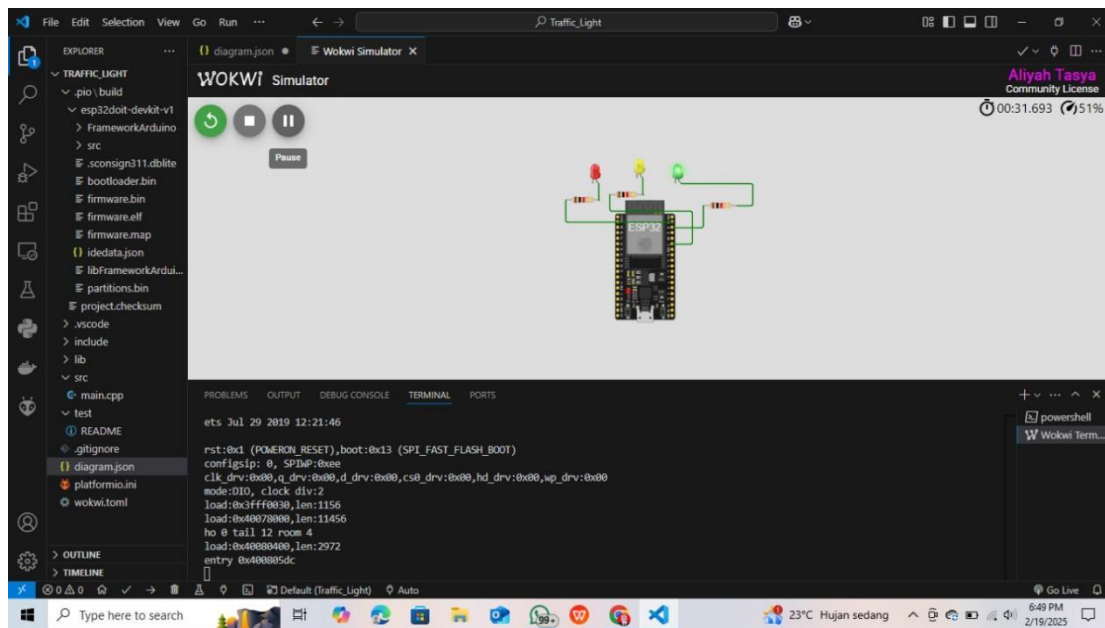 File Edit Selection View Go Run ...
Traffic_Light
EXPLORER
TRAFFIC_LIGHT
.pio \ build
esp32doit-devkit-v1
FrameworkArduino
src
.sconsign311.dblite
bootloader.bin
firmware.bin
firmware.elf
firmware.map
idedata.json
libFrameworkArdui...
partitions.bin
project.checksum
.vscode
include
lib
src
main.cpp
test
README
.gitignore
diagram.json
platformio.ini
wokwi.toml
OUTLINE
TIMELINE
diagram.json
Wokwi Simulator
WOKWI Simulator
Aliyah Tasya
Community License
00:31.693 51%
Pause
ESP32
PROBLEMS OUTPUT DEBUG CONSOLE TERMINAL PORTS
powershell
Wokwi Term...
ets Jul 29 2019 12:21:46
rst:0x1 (POWERON_RESET),boot:0x13 (SPI_FAST_FLASH_BOOT)
configsip: 0, SPIWP:0xee
clk_drv:0x00,q_drv:0x00,d_drv:0x00,cs0_drv:0x00,hd_drv:0x00,wp_drv:0x00
mode:DIO, clock div:2
load:0x3fff0030,len:1156
load:0x40078000,len:11456
ho 0 tail 12 room 4
load:0x40080400,len:2972
entry 0x400805dc
0 0 0 Default (Traffic_Light) Auto
Go Live
Type here to search
99+
23°C Hujan sedang
6:49 PM
2/19/2025